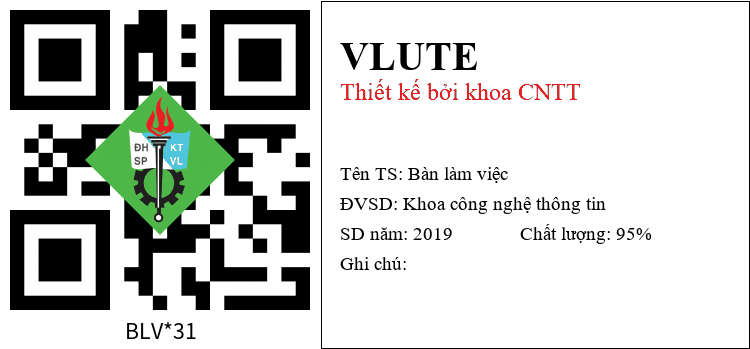 ĐH KT
SP VL
BLV*31
VLUTE
Thiết kế bởi khoa CNTT
Tên TS: Bàn làm việc
ĐVSD: Khoa công nghệ thông tin
SD năm: 2019 Chất lượng: 95%
Ghi chú: